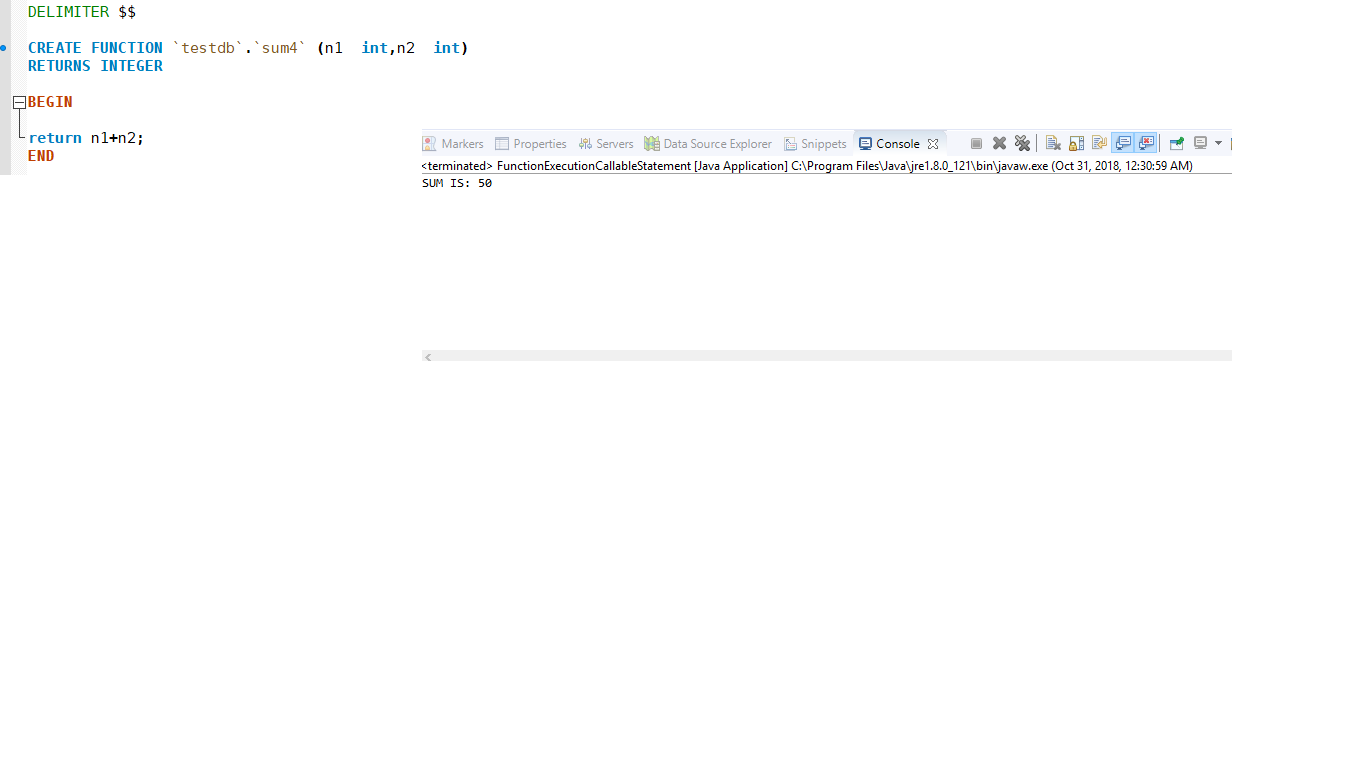 DELIMITER $$
CREATE FUNCTION `testdb`.`sum4` (n1  int,n2  int)
RETURNS INTEGER
BEGIN
return n1+n2;
END
Markers Properties Servers Data Source Explorer Snippets Console
<terminated> FunctionExecutionCallableStatement [Java Application] C:\Program Files\Java\jre1.8.0_121\bin\javaw.exe (Oct 31, 2018, 12:30:59 AM)
SUM IS: 50